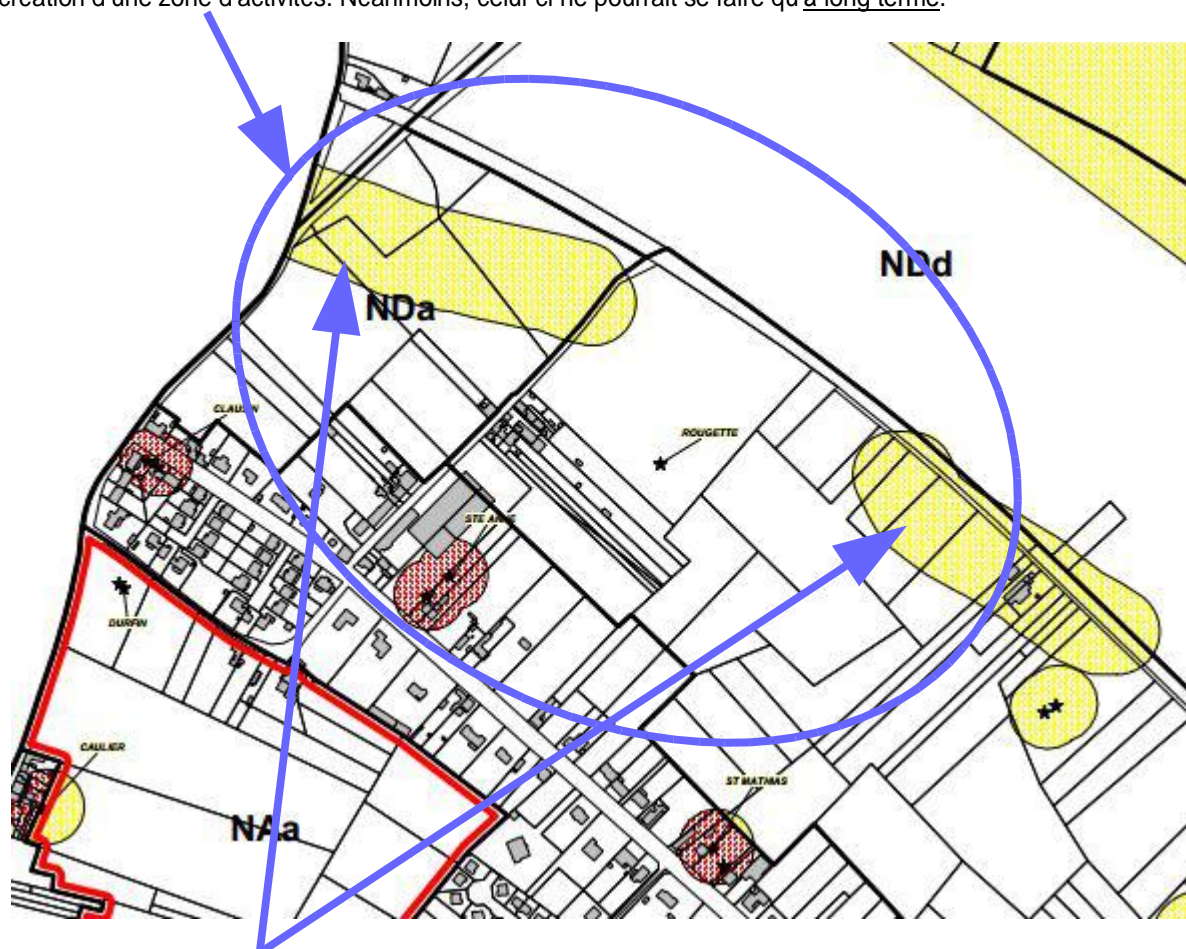 création d'une zone d'activités. Néanmoins, celui ci ne pourrait se faire qu'à long terme.
NDd
NDa
CLAUSIN
ROUGETTE
STE ANNE
DURFIN
CAULIER
ST MATHIAS
NAa